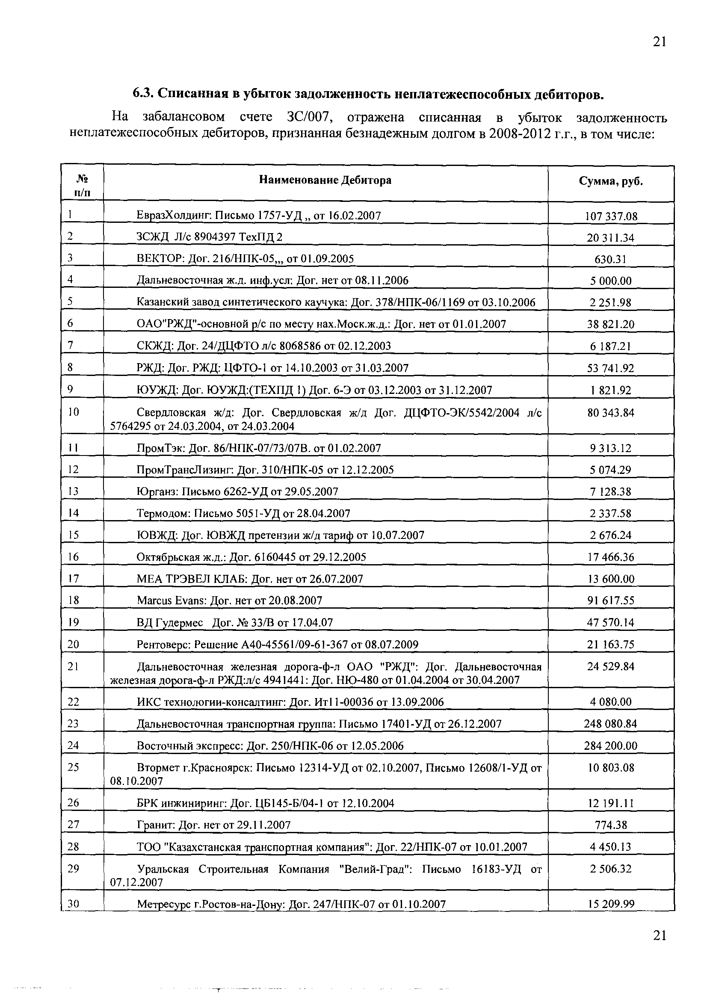 21
6.3. Списанная в убыток задолженность неплатежеспособных дебиторов.
На забалансовом счете ЗС/007, отражена списанная в убыток задолженность
неплатежеспособных дебиторов, признанная безнадежным долгом в 2008-2012 г.г., в том числе:
№ Наименование Дебитора Сумма, руб.
п/п
1 ЕвразХолдинг: Письмо 1757-УД „ от 16.02.2007 107 337.08
2 ЗСЖД Л/с 8904397 ТехПД 2 20 311.34
3 ВЕКТОР: Дог. 216/НПК-05,,, от 01.09.2005 630.31
4 Дальневосточная ж.д. инф.усл: Дог. нет от 08.11.2006 5 000.00
5 Казанский завод синтетического каучука: Дог. 378/НПК-06/1169 от 03.10.2006 2 251.98
6 ОАО"РЖД"-основной р/с по месту нах.Моск.ж.д.: Дог. нет от 01.01.2007 38 821.20
7 СКЖД: Дог. 24/ДЦФТО л/с 8068586 от 02.12.2003 6 187.21
8 РЖД: Дог. РЖД: ЦФТО-1 от 14.10.2003 от 31.03.2007 53 741.92
9 ЮУЖД: Дог. ЮУЖД:(ТЕХПД 1) Дог. 6-Э от 03.12.2003 от 31.12.2007 1 821.92
10 Свердловская ж/д: Дог. Свердловская ж/д Дог. ДЦФТО-ЭК/5542/2004 л/с 80 343.84
5764295 от 24.03.2004, от 24.03.2004
11 ПромТэк: Дог. 86/НПК-07/73/07В. от 01.02.2007 9 313.12
12 ПромТрансЛизинг: Дог. 310/НПК-05 от 12.12.2005 5 074.29
13 Юрганз: Письмо 6262-УД от 29.05.2007 7 128.38
14 Термодом: Письмо 5051-УД от 28.04.2007 2 337.58
15 ЮВЖД: Дог. ЮВЖД претензии ж/д тариф от 10.07.2007 2 676.24
16 Октябрьская ж.д.: Дог. 6160445 от 29.12.2005 17 466.36
17 МЕА ТРЭВЕЛ КЛАБ: Дог. нет от 26.07.2007 13 600.00
18 Marcus Evans: Дог. нет от 20.08.2007 91 617.55
19 ВД Гудермес Дог. № 33/В от 17.04.07 47 570.14
20 Рентоверс: Решение А40-45561/09-61-367 от 08.07.2009 21 163.75
21 Дальневосточная железная дорога-ф-л ОАО "РЖД": Дог. Дальневосточная 24 529.84
железная дорога-ф-л РЖД:л/с 4941441: Дог. НЮ-480 от 01.04.2004 от 30.04.2007
22 ИКС технологии-консалтинг: Дог. Ит11-00036 от 13.09.2006 4 080.00
23 Дальневосточная транспортная группа: Письмо 17401-УД от 26.12.2007 248 080.84
24 Восточный экспресс: Дог. 250/НПК-06 от 12.05.2006 284 200.00
25 Втормет г.Красноярск: Письмо 12314-УД от 02.10.2007, Письмо 12608/1-УД от 10 803.08
08.10.2007
26 БРК инжиниринг: Дог. ЦБ145-Б/04-1 от 12.10.2004 12 191.11
27 Гранит: Дог. нет от 29.11.2007 774.38
28 ТОО "Казахстанская транспортная компания": Дог. 22/НПК-07 от 10.01.2007 4 450.13
29 Уральская Строительная Компания "Велий-Град": Письмо 16183-УД от 2 506.32
07.12.2007
30 Метресурс г.Ростов-на-Дону: Дог. 247/НПК-07 от 01.10.2007 15 209.99
21